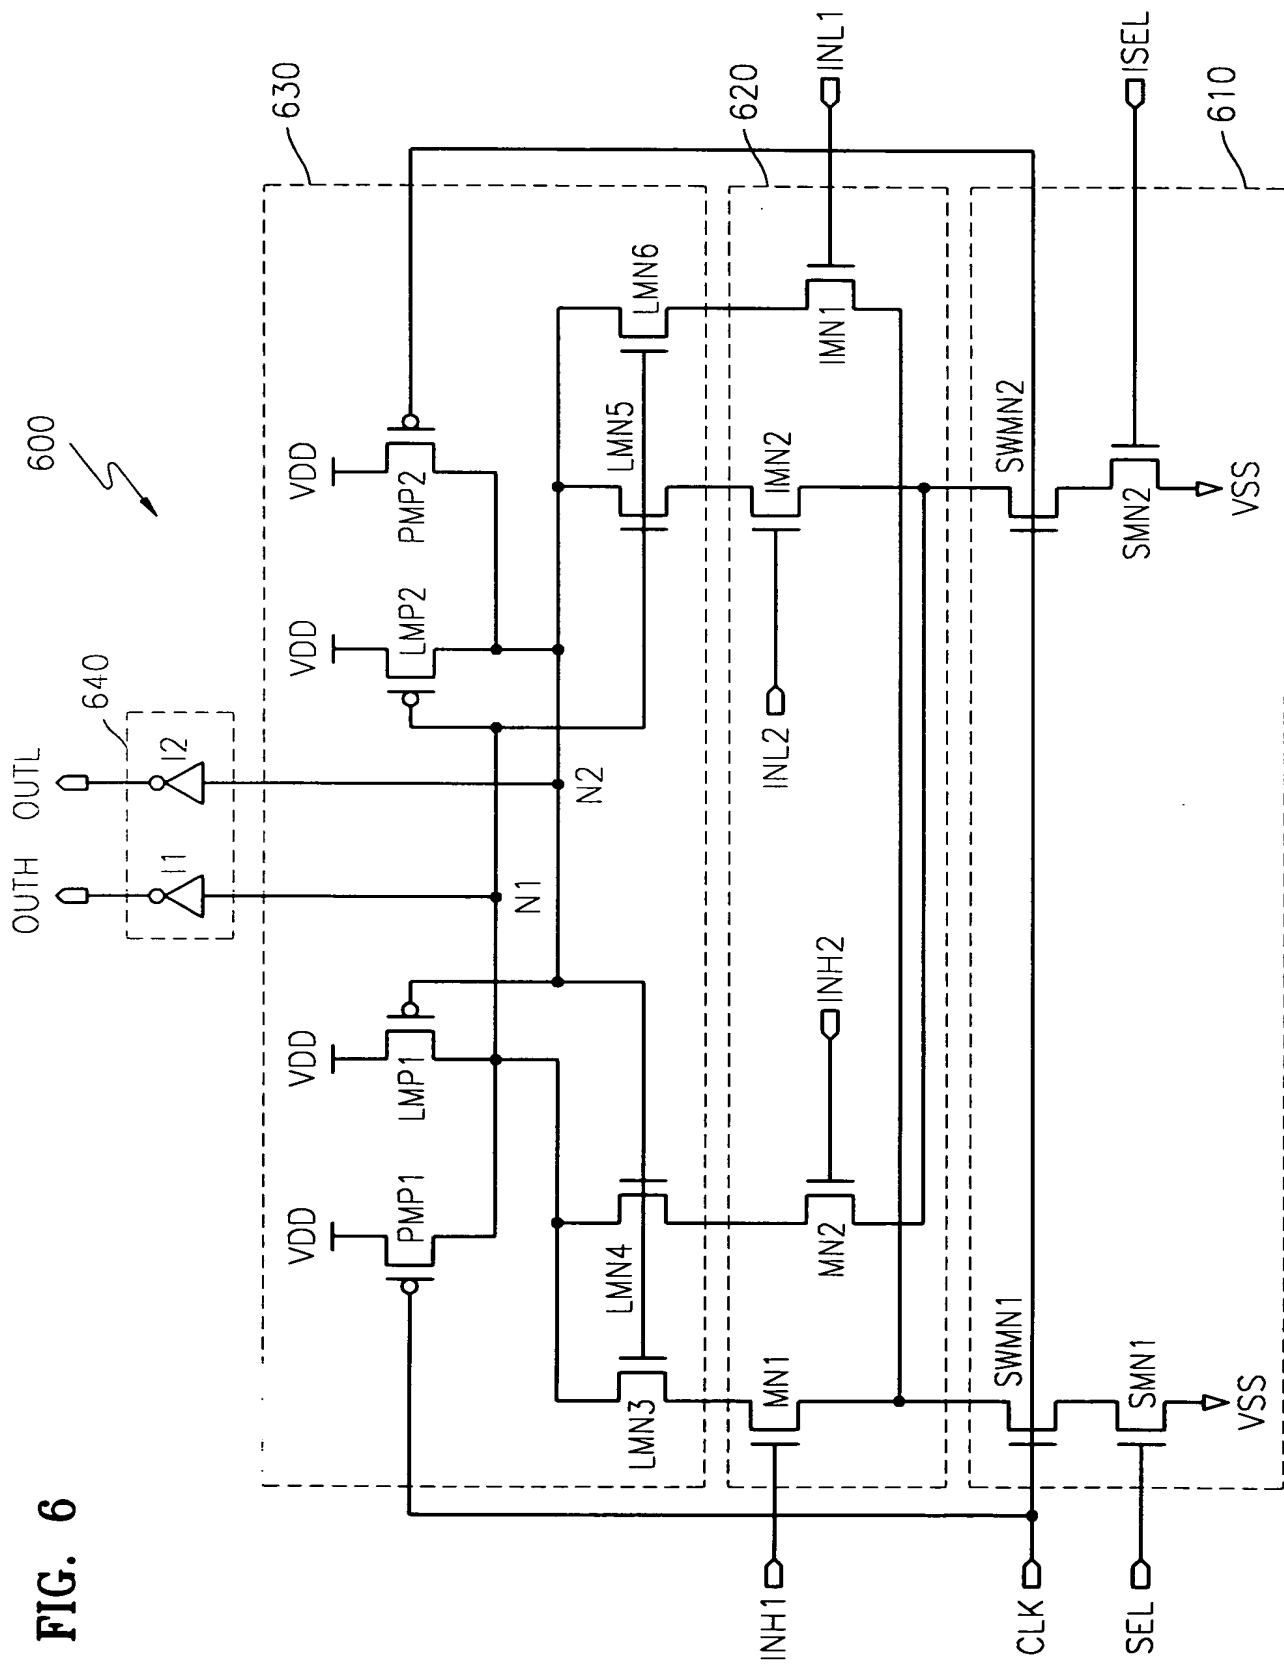 FIG. 6
600
OUTH
OUTL
640
I1
I2
630
VDD
VDD
VDD
VDD
PMP1
LMP1
LMP2
PMP2
N1
N2
LMN3
LMN4
LMN5
LMN6
620
INH1
MN1
MN2
INH2
INL2
IMN2
IMN1
INL1
CLK
SWMN1
SWMN2
SEL
SMN1
SMN2
ISEL
VSS
VSS
610